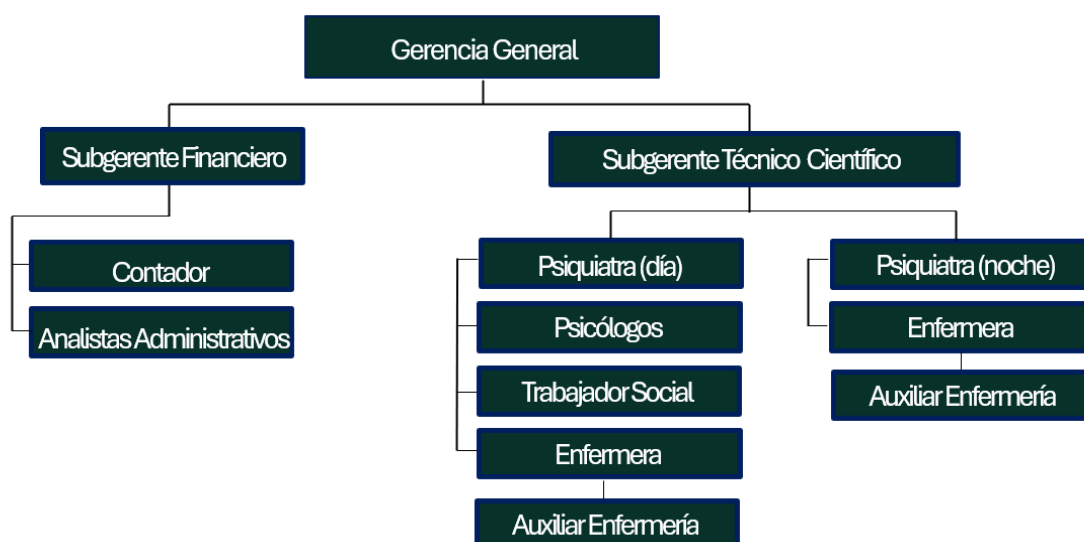 Gerencia General
Subgerente Financiero
Subgerente Técnico Científico
Contador
Analistas Administrativos
Psiquiatra (día)
Psicólogos
Trabajador Social
Enfermera
Auxiliar Enfermería
Psiquiatra (noche)
Enfermera
Auxiliar Enfermería